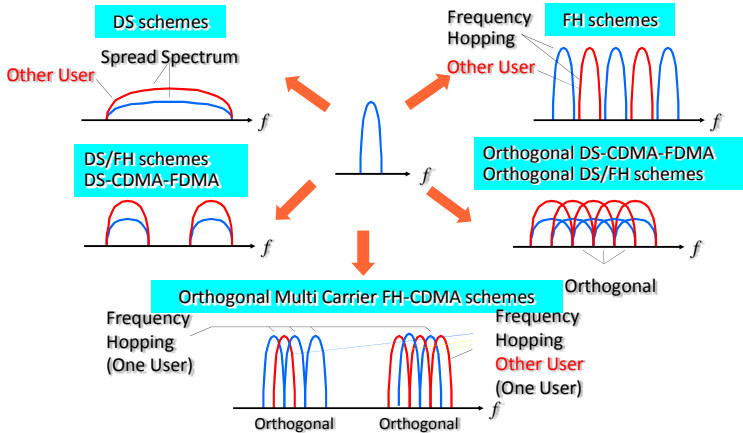 DS schemes
Spread Spectrum
Other User
f
Frequency
Hopping
FH schemes
Other User
f
f
DS/FH schemes
DS-CDMA-FDMA
f
Orthogonal DS-CDMA-FDMA
Orthogonal DS/FH schemes
f
Orthogonal
Orthogonal Multi Carrier FH-CDMA schemes
Frequency
Hopping
(One User)
Frequency
Hopping
Other User
(One User)
f
Orthogonal
Orthogonal